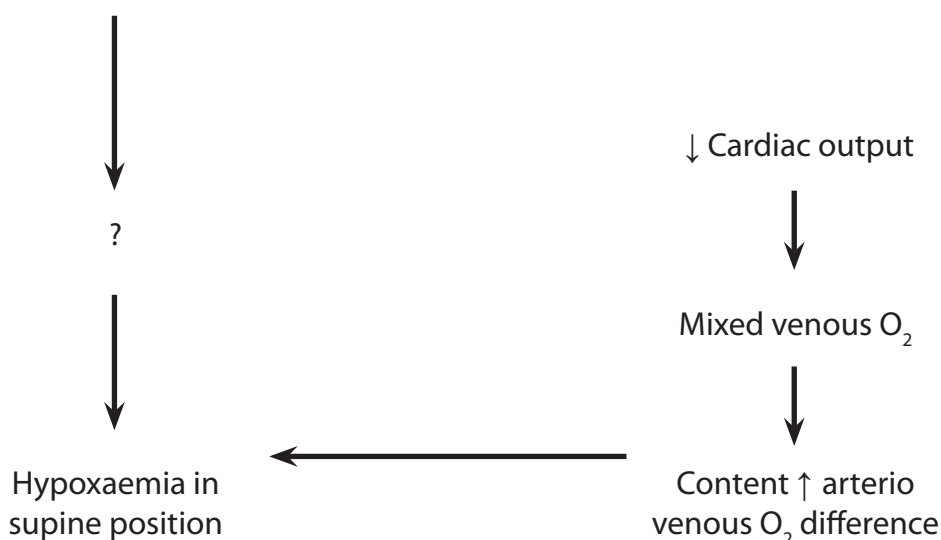 ↓ Cardiac output
?
Mixed venous O₂
Hypoxaemia in
supine position
Content ↑ arterio
venous O₂ difference